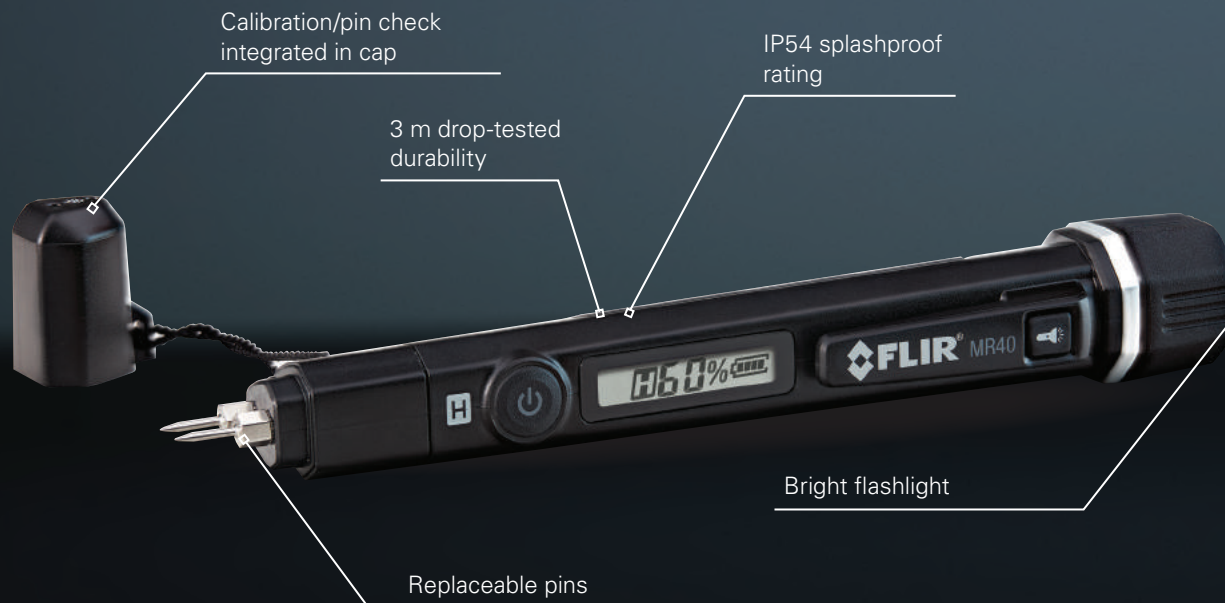 Calibration/pin check
integrated in cap
IP54 splashproof
rating
3 m drop-tested
durability
FLIR® MR40
H60%
H
Bright flashlight
Replaceable pins